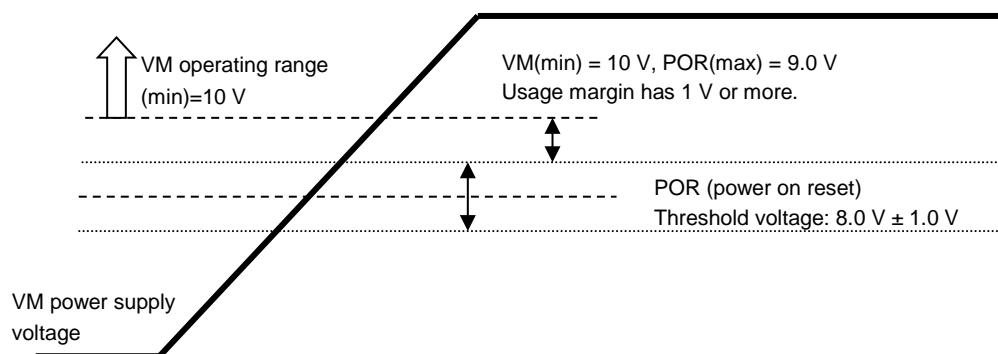 VM operating range
(min)=10 V
VM(min) = 10 V, POR(max) = 9.0 V
Usage margin has 1 V or more.
POR (power on reset)
Threshold voltage: 8.0 V ± 1.0 V
VM power supply
voltage